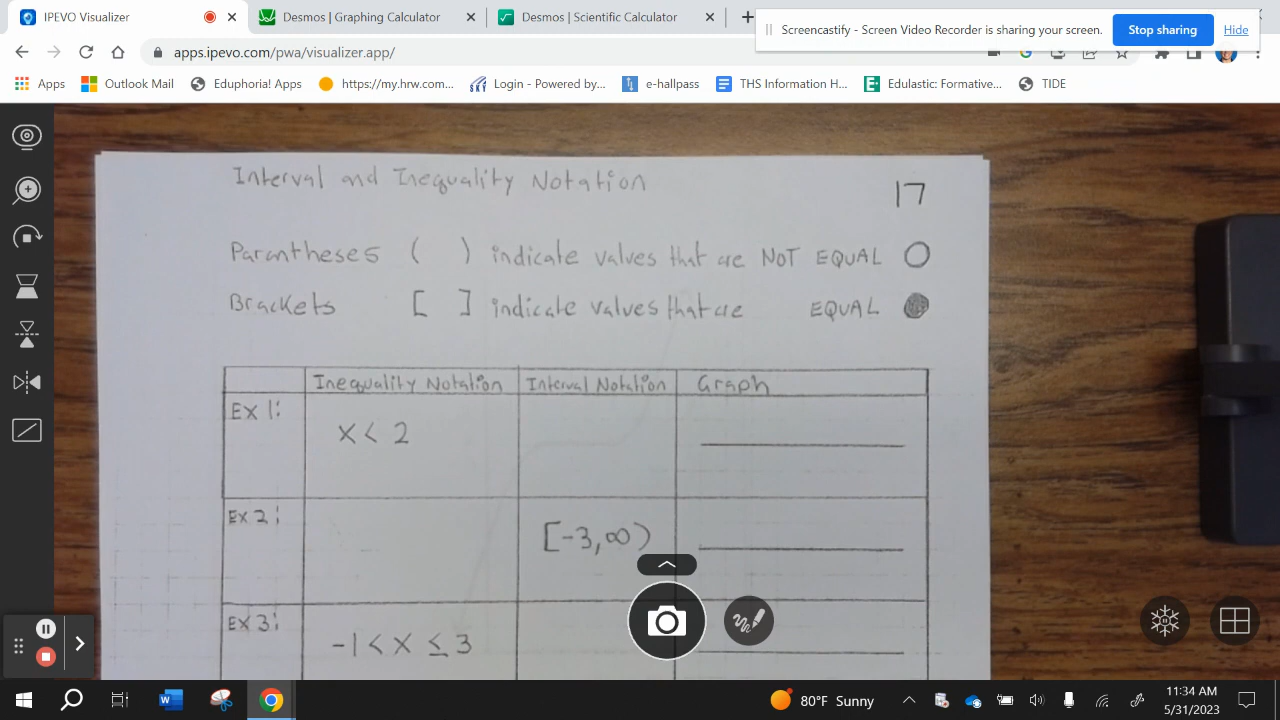 IPEVO Visualizer
Desmos | Graphing Calculator
Desmos | Scientific Calculator
Screencastify - Screen Video Recorder is sharing your screen.
Stop sharing
Hide
apps.ipevo.com/pwa/visualizer.app/
Apps
Outlook Mail
Eduphoria! Apps
https://my.hrw.com...
Login - Powered by...
e-hallpass
THS Information H...
Edulastic: Formative...
TIDE
Interval and Inequality Notation
17
Parantheses ( ) indicate values that are NOT EQUAL
Brackets [ ] indicate values that are EQUAL
Inequality Notation Interval Notation Graph
Ex 1:
x < 2
Ex 2:
[-3,∞)
Ex 3:
-1 < x ≤ 3
80°F Sunny
11:34 AM
5/31/2023